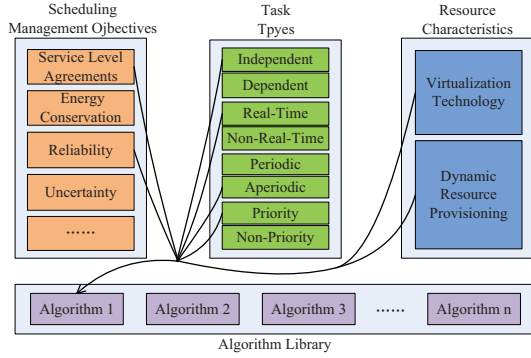 Scheduling
Management Ojbectives
Service Level
Agreements
Energy
Conservation
Reliability
Uncertainty
······
Task
Tpyes
Independent
Dependent
Real-Time
Non-Real-Time
Periodic
Aperiodic
Priority
Non-Priority
Resource
Characteristics
Virtualization
Technology
Dynamic
Resource
Provisioning
Algorithm 1 Algorithm 2 Algorithm 3 ······ Algorithm n
Algorithm Library